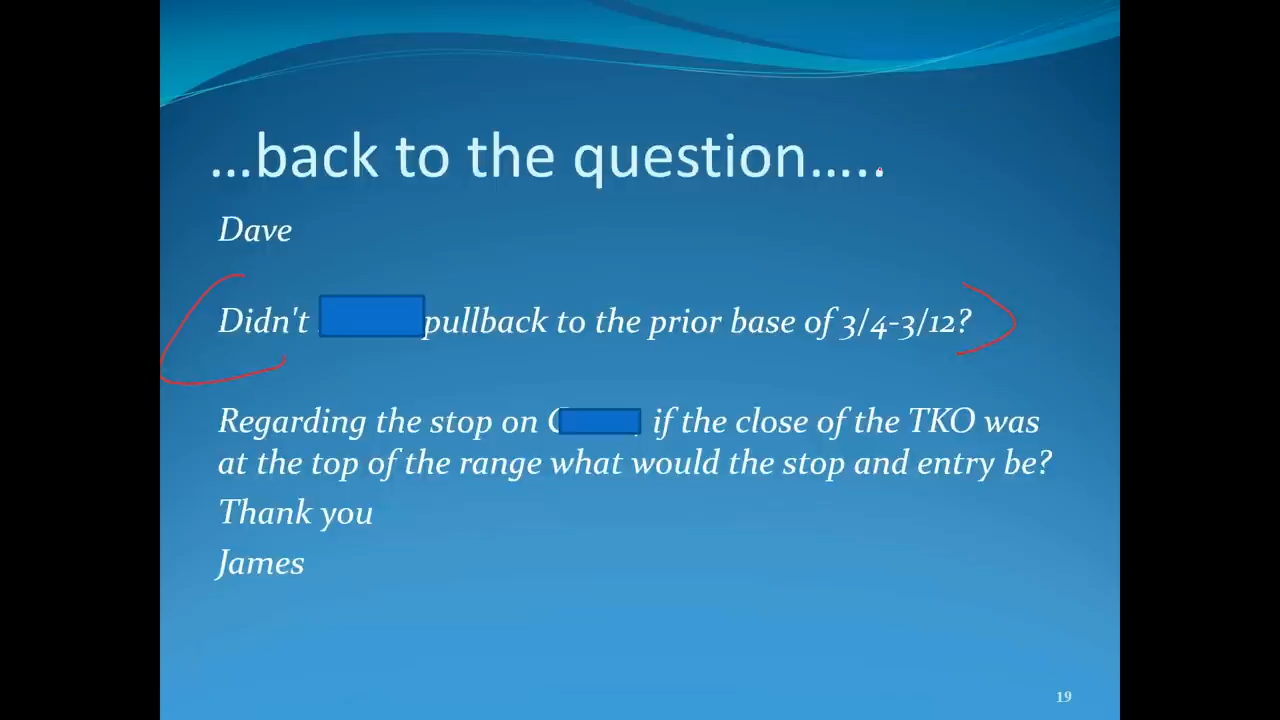 ...back to the question.....
Dave
Didn't pullback to the prior base of 3/4-3/12?
Regarding the stop on if the close of the TKO was
at the top of the range what would the stop and entry be?
Thank you
James
19